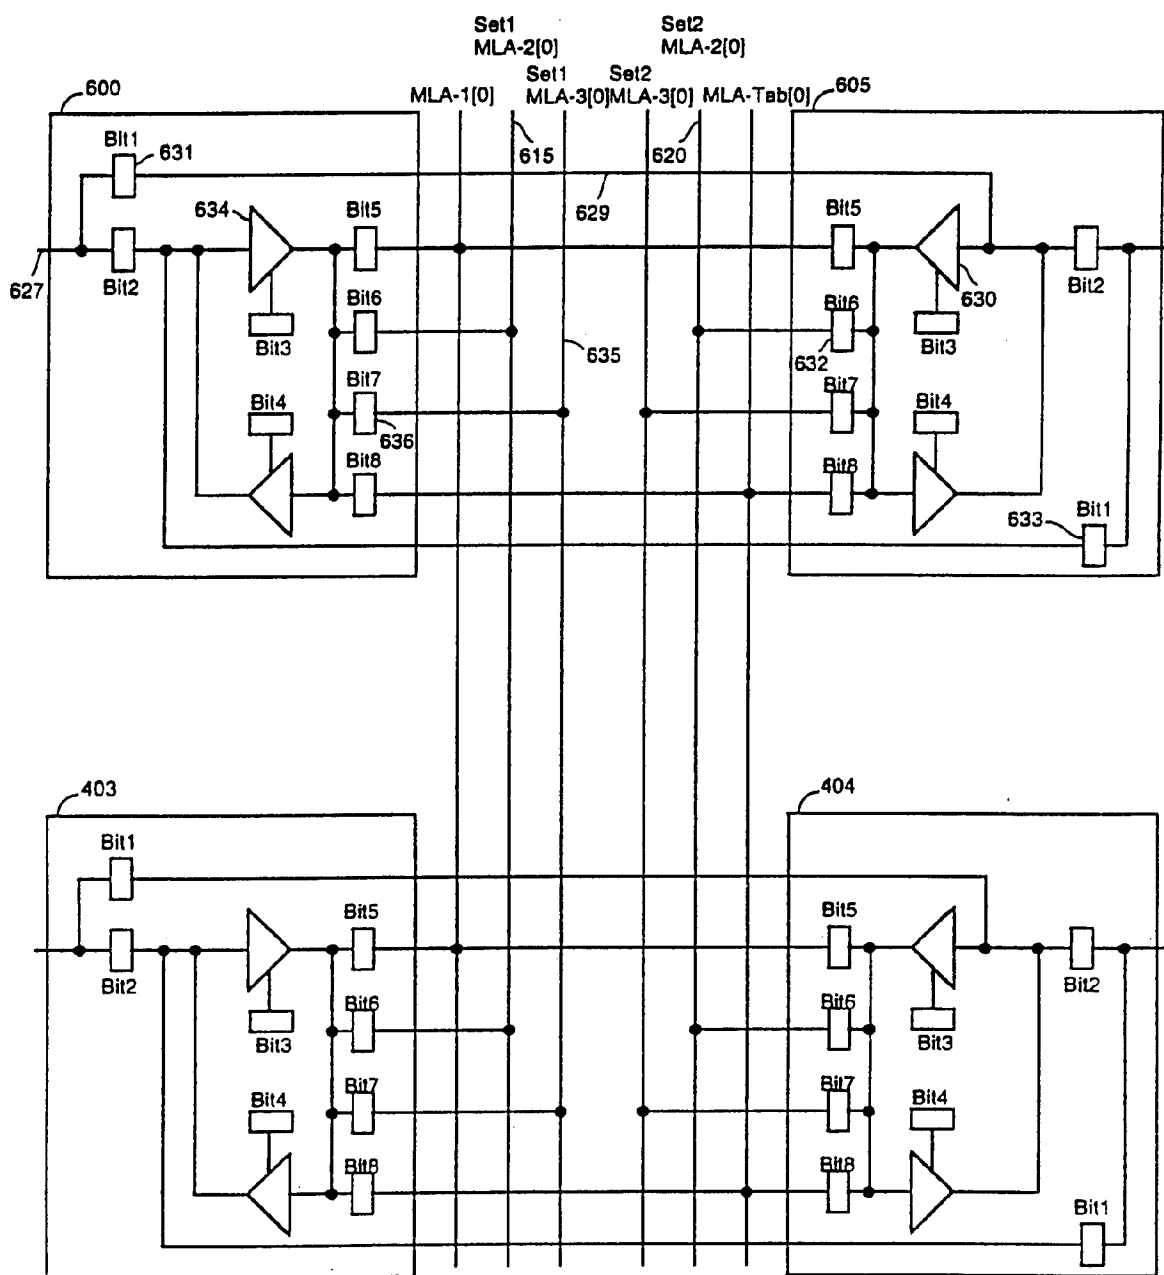 Set1
MLA-2[0]
Set2
MLA-2[0]
Set1
MLA-3[0]
Set2
MLA-3[0]
MLA-1[0]
MLA-Tab[0]
600
605
615
620
Bit1
631
629
634
Bit5
Bit5
Bit2
627
630
Bit2
Bit3
Bit6
635
Bit6
632
Bit3
Bit4
Bit7
636
Bit7
Bit4
Bit8
Bit8
633
Bit1
403
404
Bit1
Bit5
Bit5
Bit2
Bit2
Bit3
Bit6
Bit6
Bit3
Bit4
Bit7
Bit7
Bit4
Bit8
Bit8
Bit1